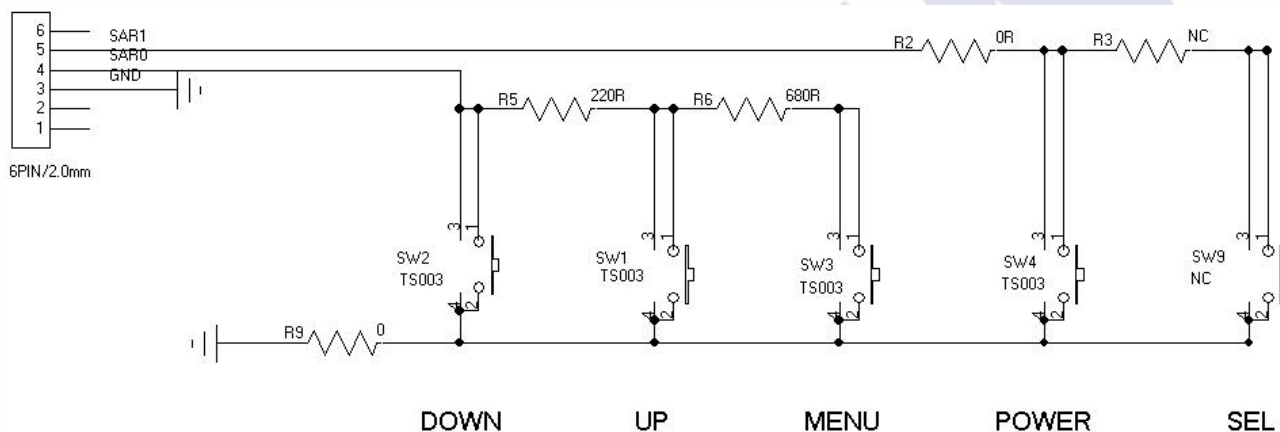 6
SAR1
5
SAR0
4
GND
3
2
1
6PIN/2.0mm
R2
0R
R3
NC
R5
220R
R6
680R
3
1
SW2
TS003
4
2
3
1
SW1
TS003
4
2
3
1
SW3
TS003
4
2
3
1
SW4
TS003
4
2
3
1
SW9
NC
4
2
R9
0
DOWN
UP
MENU
POWER
SEL